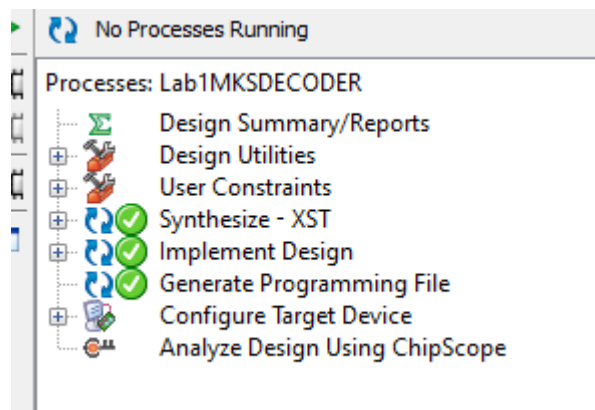 No Processes Running
Processes: Lab1MKSDECODER
Design Summary/Reports
Design Utilities
User Constraints
Synthesize - XST
Implement Design
Generate Programming File
Configure Target Device
Analyze Design Using ChipScope